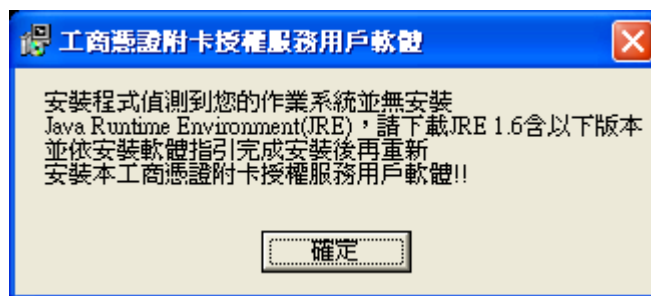 工商憑證附卡授權服務用戶軟體
安裝程式偵測到您的作業系統並無安裝
Java Runtime Environment(JRE),請下載JRE 1.6含以下版本
並依安裝軟體指引完成安裝後再重新
安裝本工商憑證附卡授權服務用戶軟體!!
確定